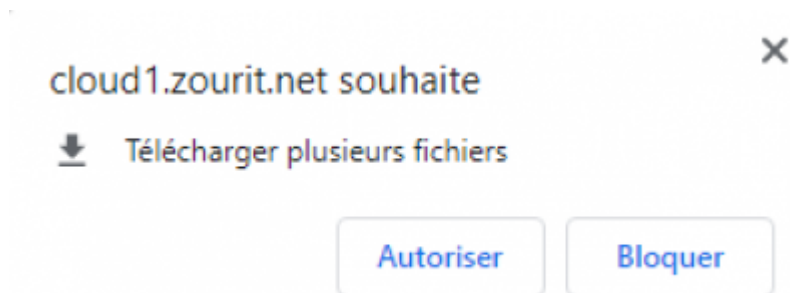 cloud1.zourit.net souhaite
Télécharger plusieurs fichiers
Autoriser Bloquer